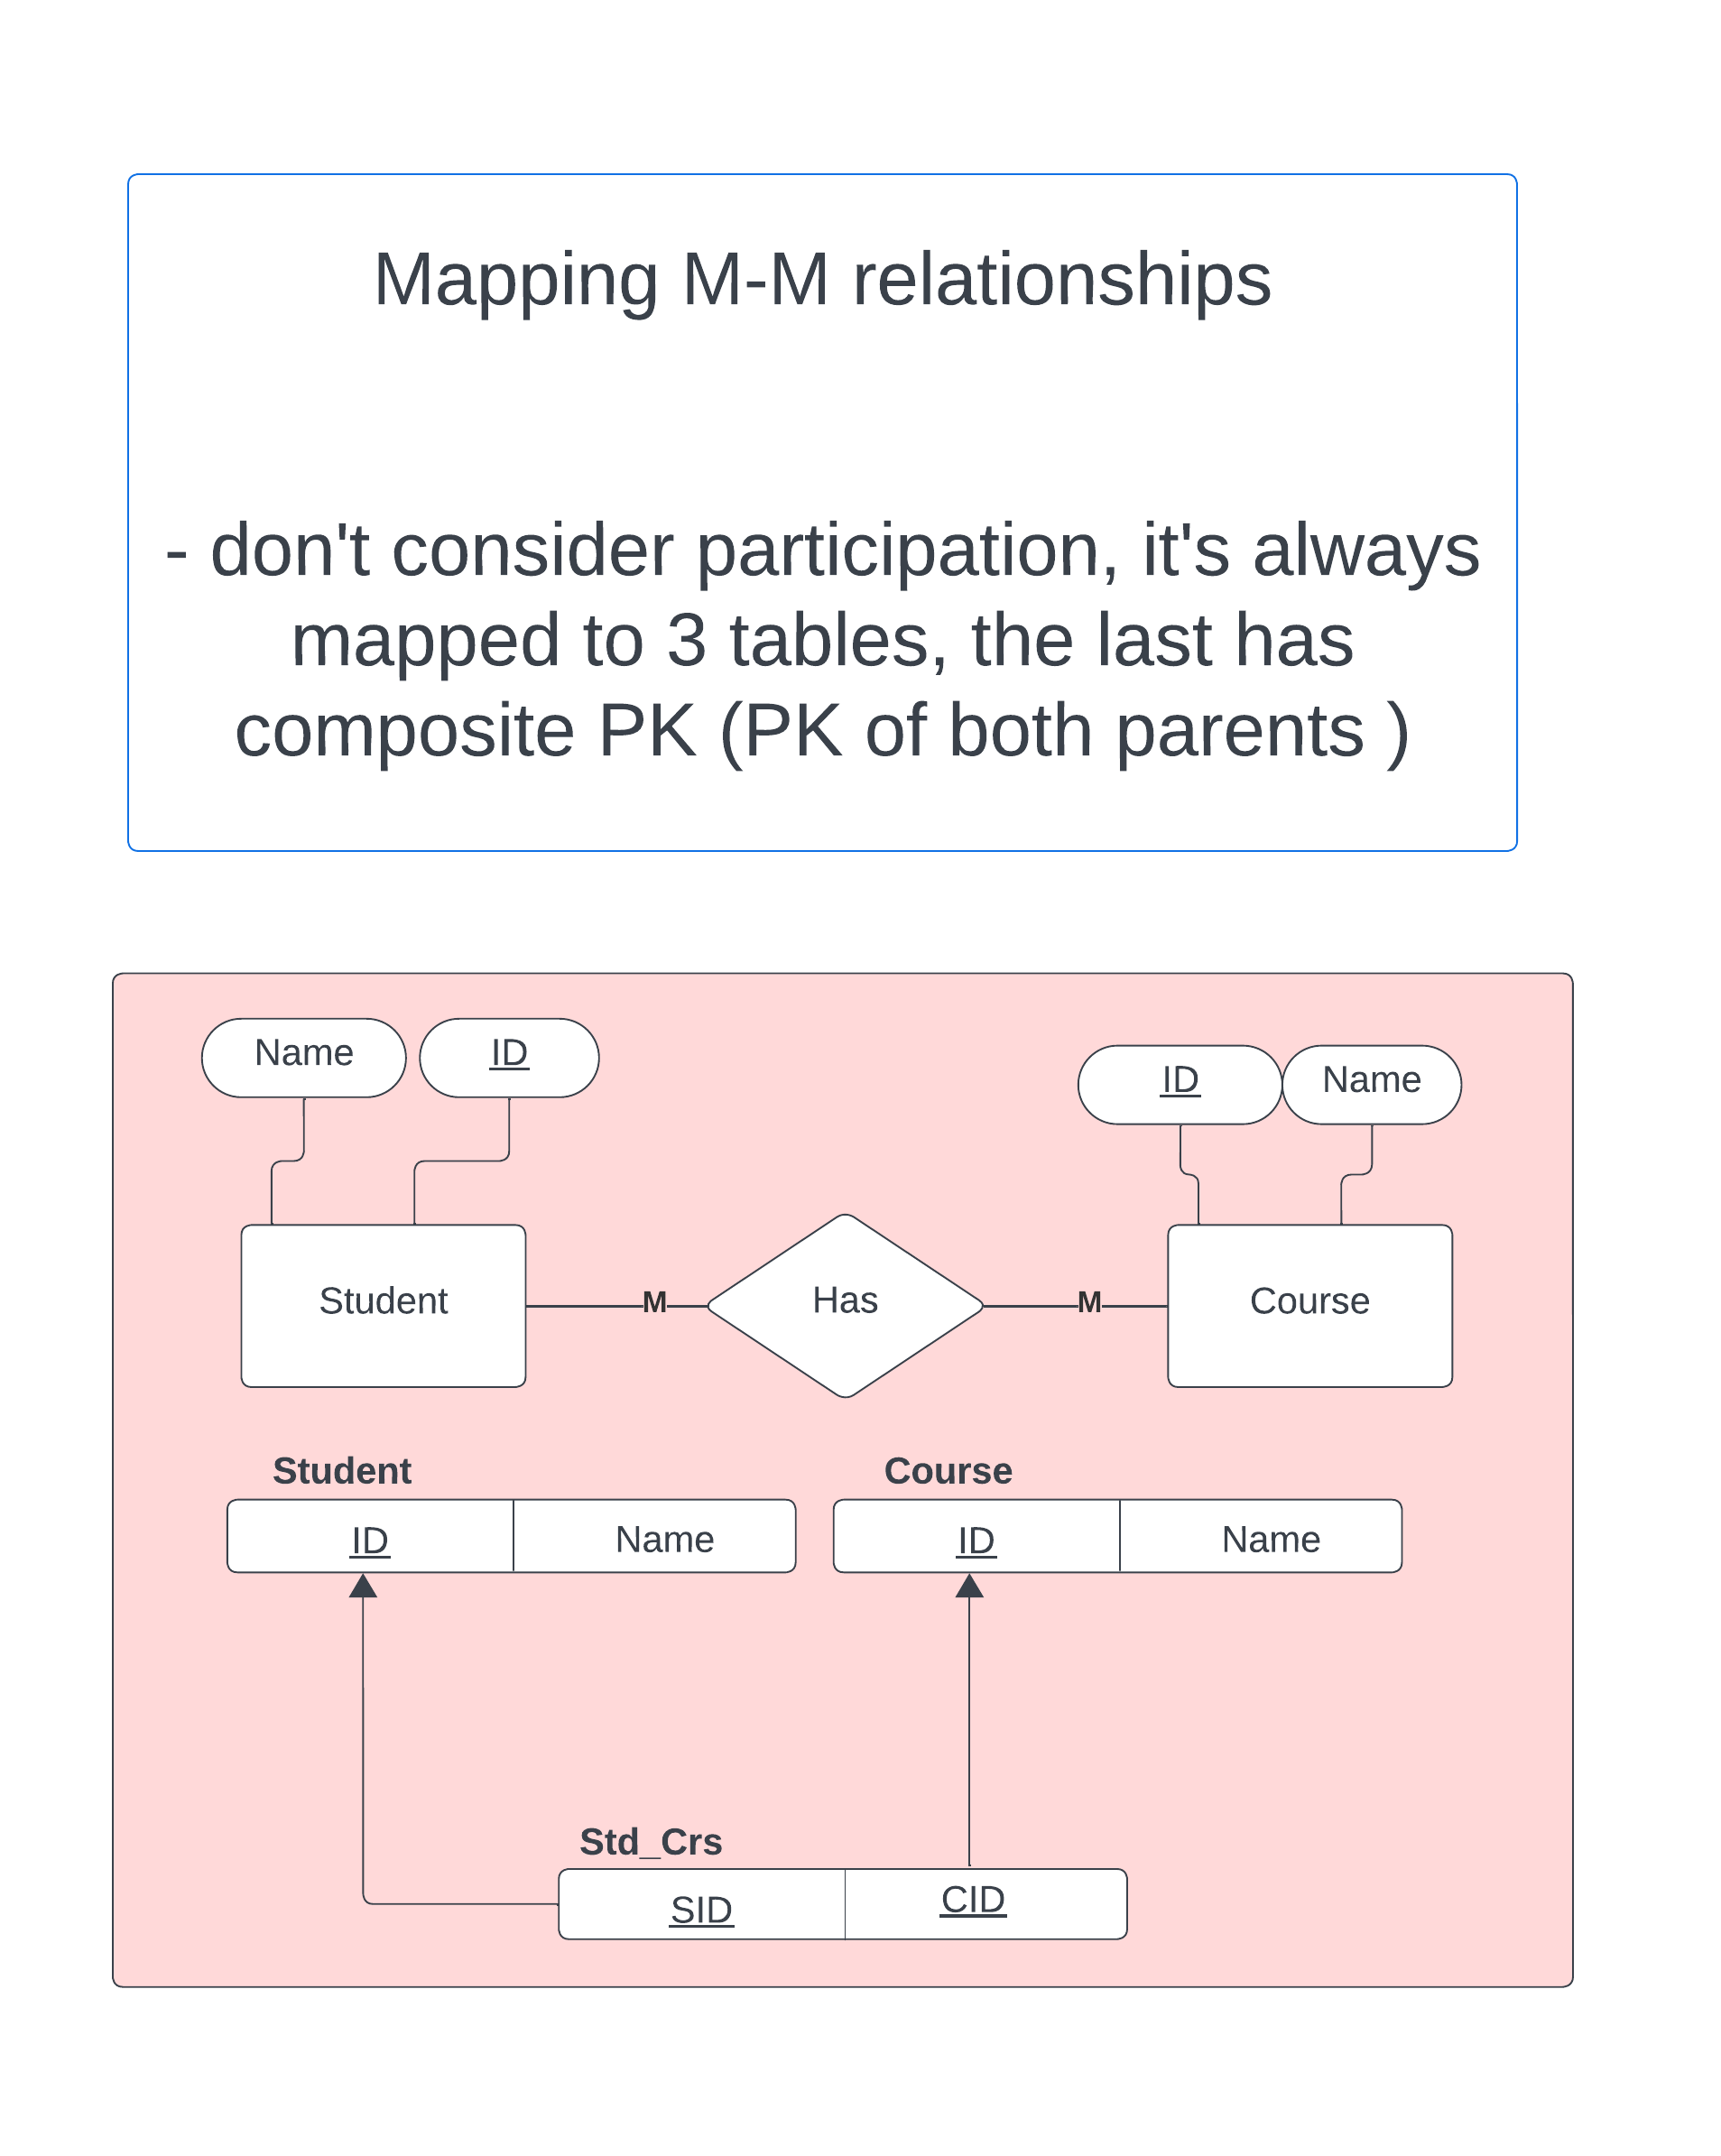 Mapping M-M relationships
- don't consider participation, it's always
mapped to 3 tables, the last has
composite PK (PK of both parents )
Name
ID
ID
Name
Student
M
Has
M
Course
Student
Course
ID
Name
ID
Name
Std_Crs
SID
CID